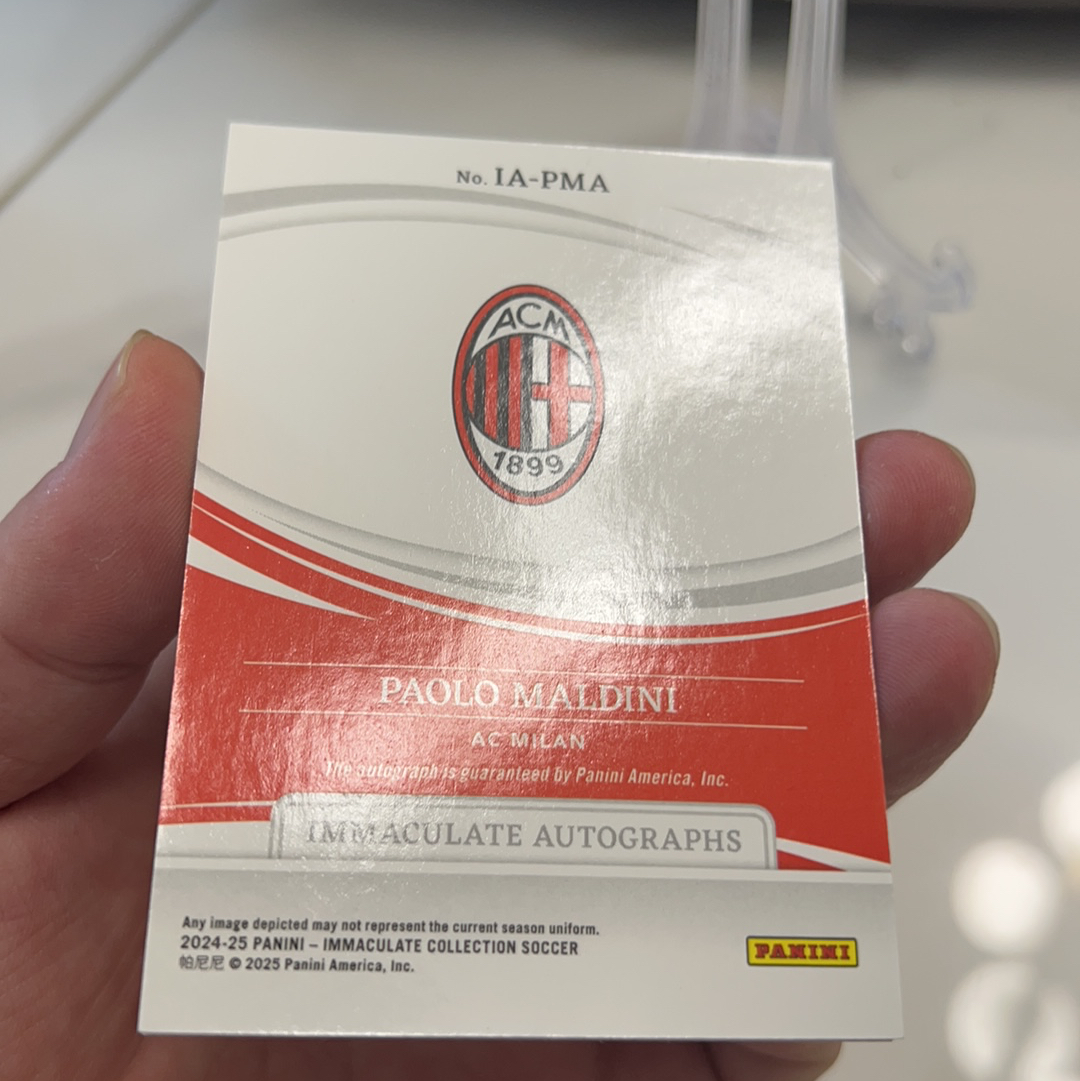 No. IA-PMA
ACM
1899
PAOLO MALDINI
AC MILAN
The autograph is guaranteed by Panini America, Inc.
IMMACULATE AUTOGRAPHS
Any image depicted may not represent the current season uniform.
2024-25 PANINI – IMMACULATE COLLECTION SOCCER
帕尼尼 © 2025 Panini America, Inc.
PANINI